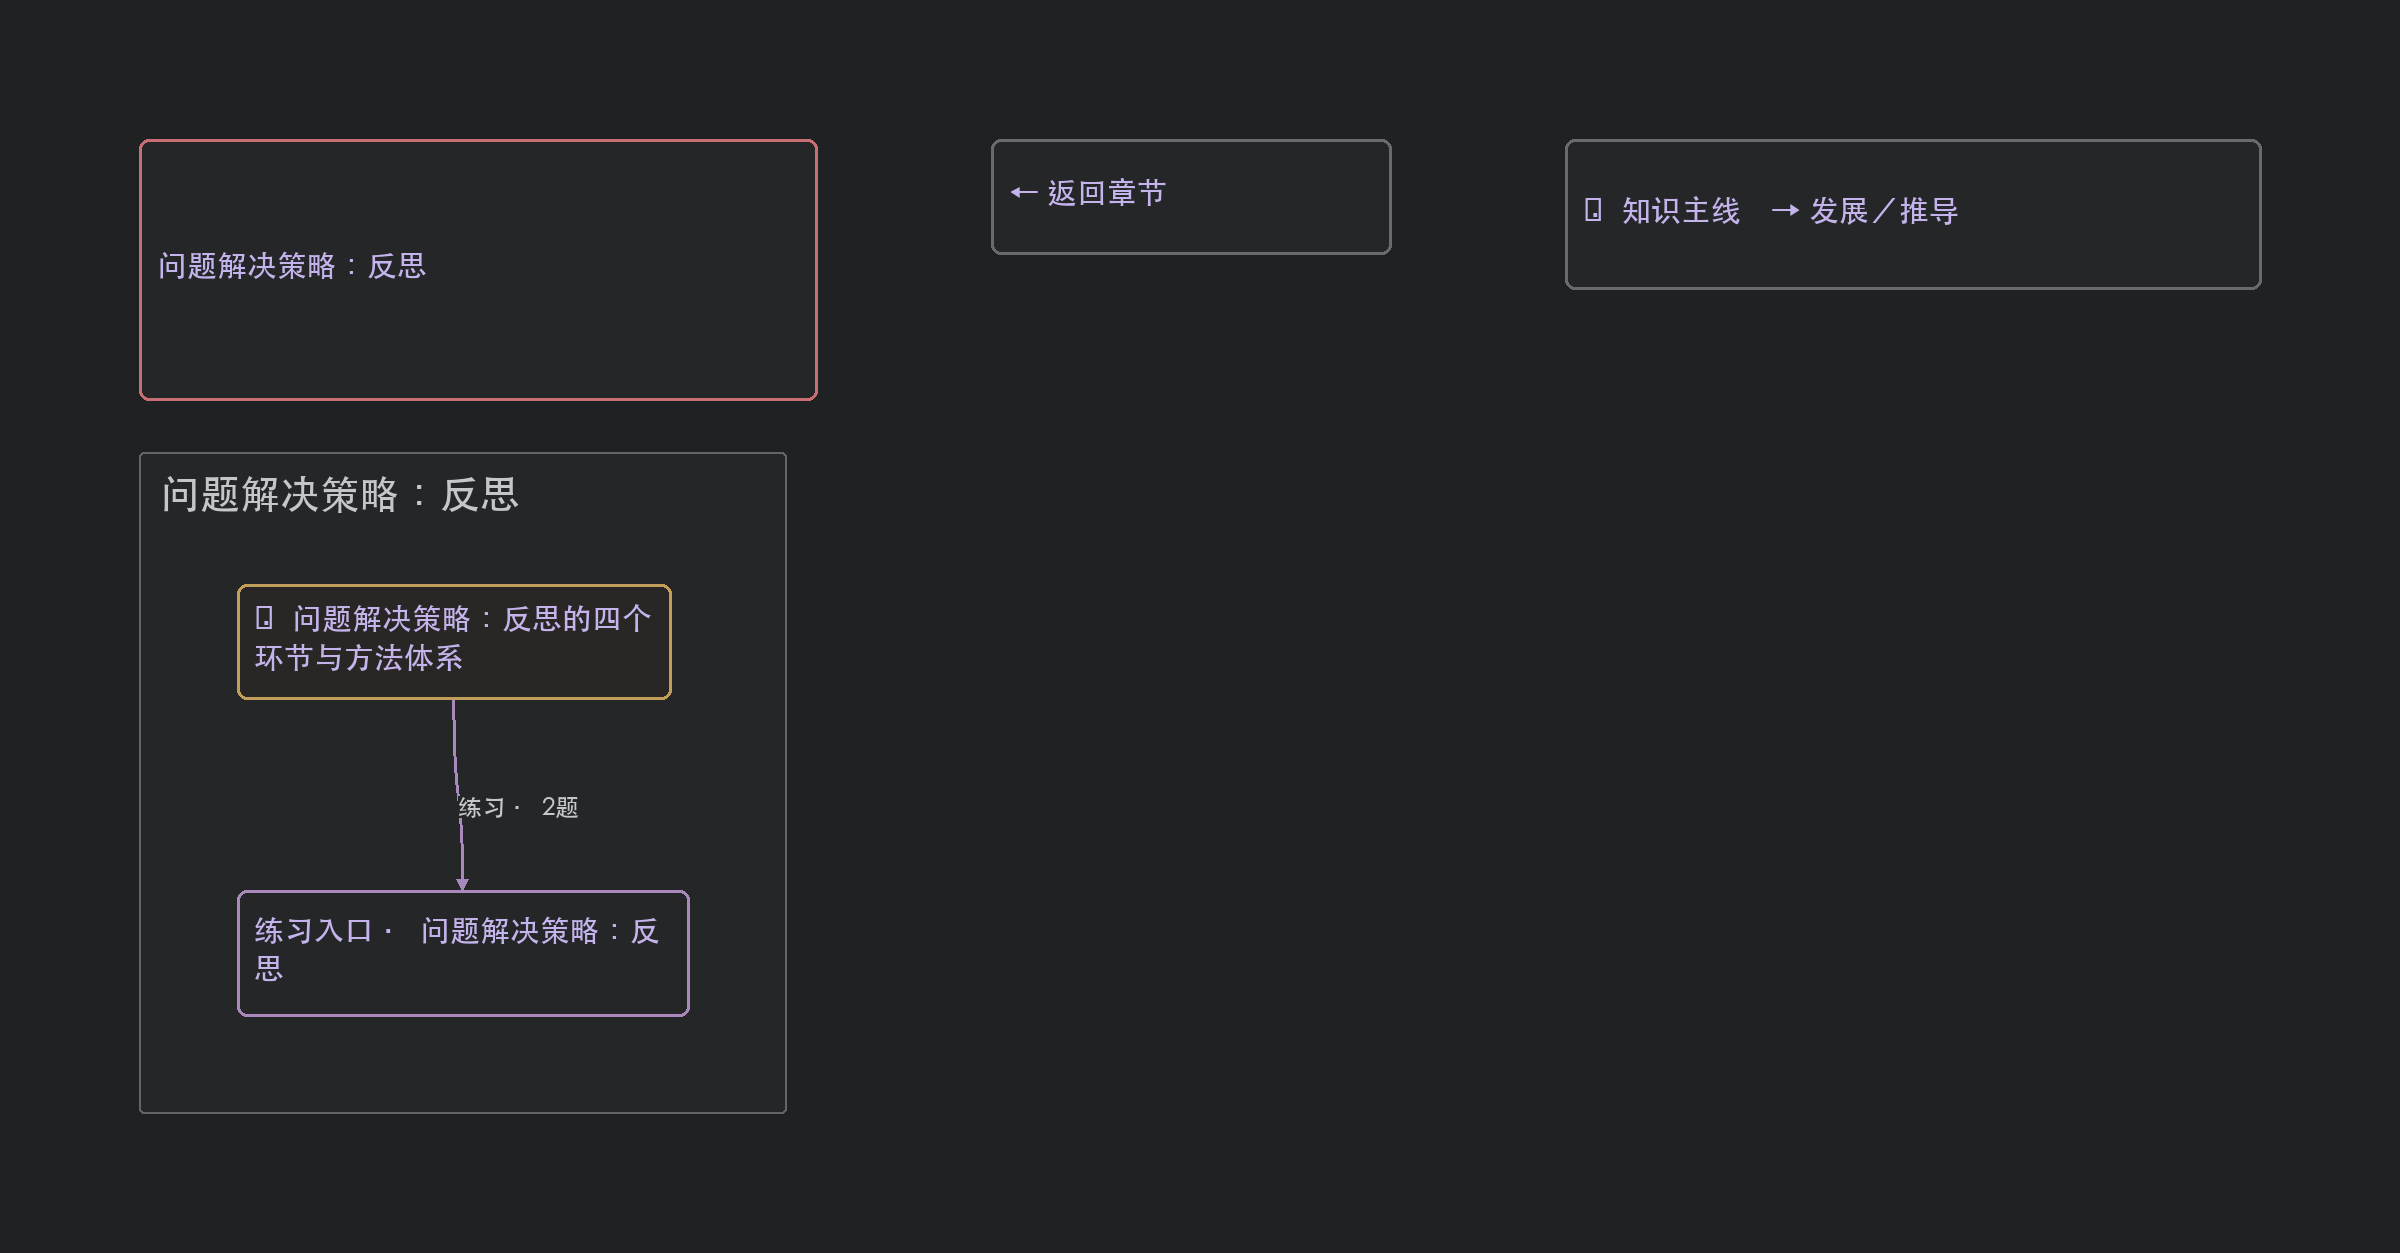 问题解决策略：反思
← 返回章节
知识主线 → 发展／推导
问题解决策略：反思
问题解决策略：反思的四个
环节与方法体系
练习 · 2题
练习入口 · 问题解决策略：反
思